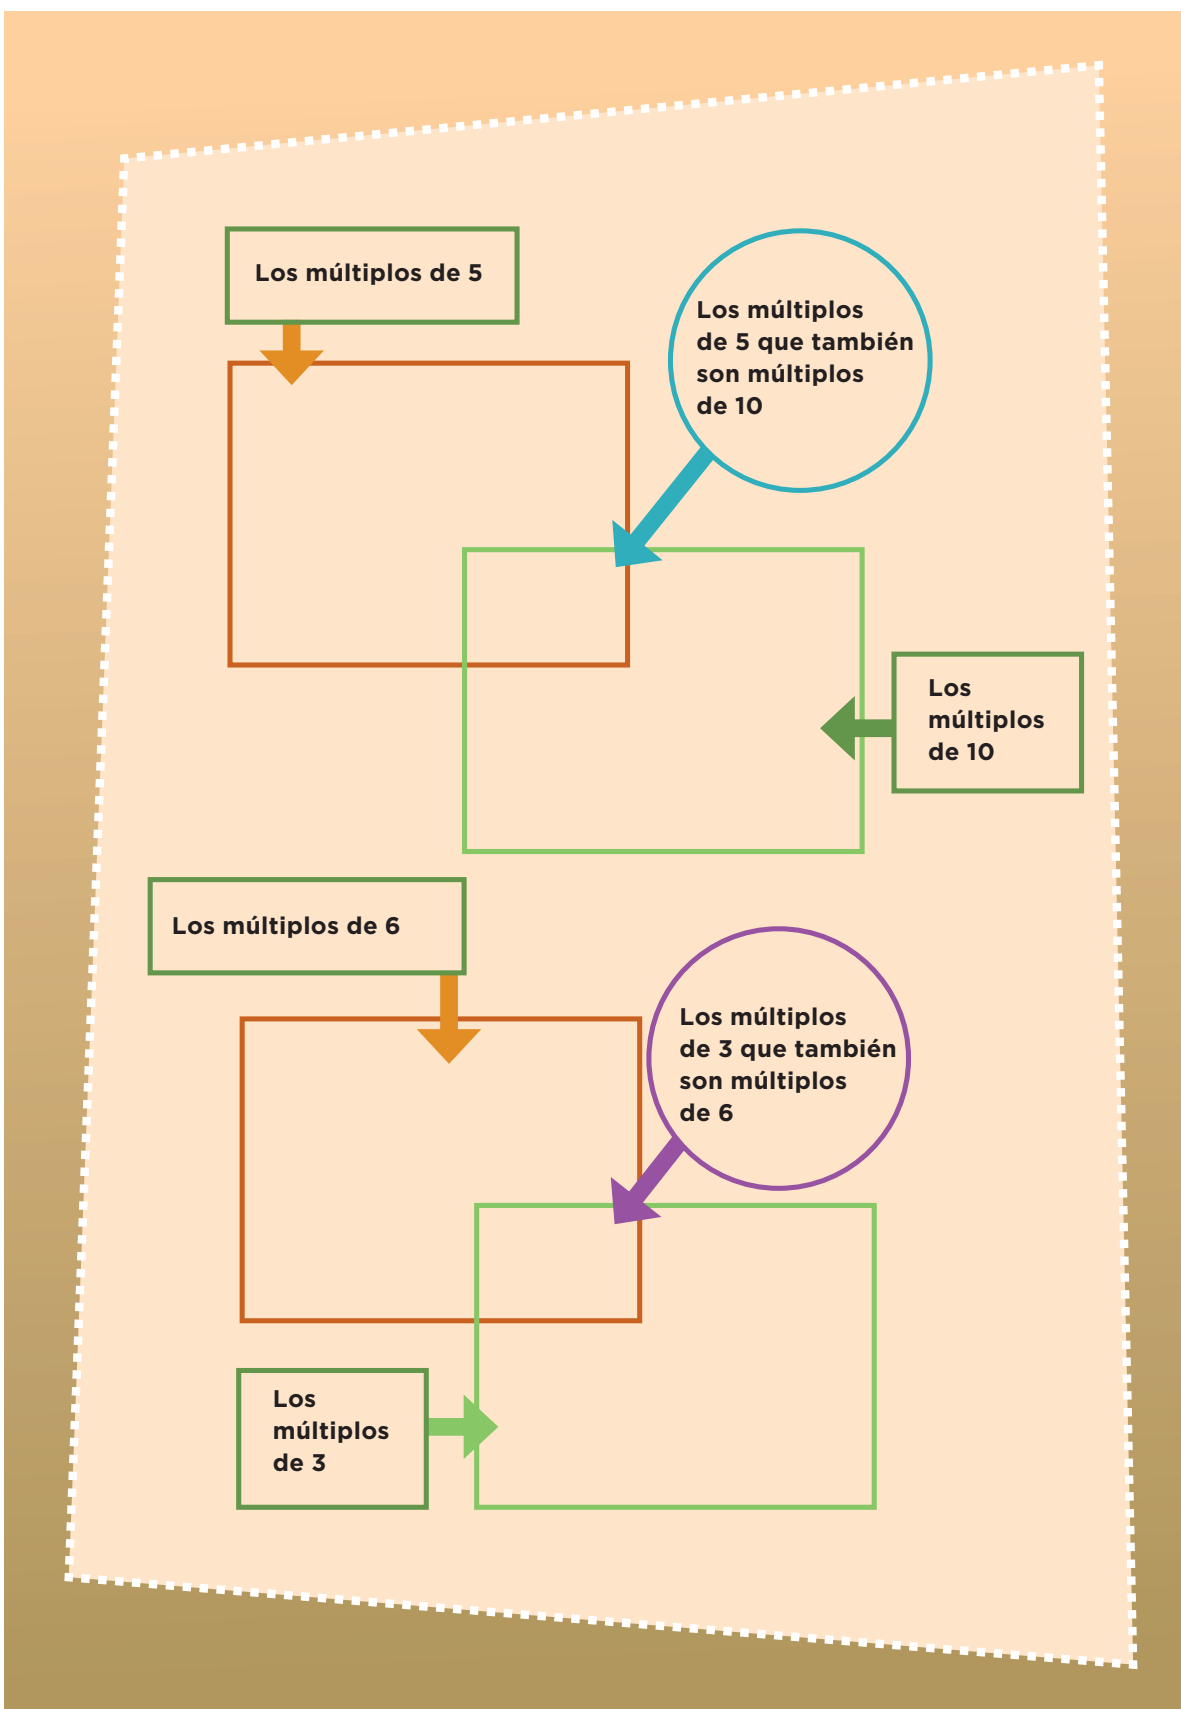 Los múltiplos de 5
Los múltiplos
de 5 que también
son múltiplos
de 10
Los
múltiplos
de 10
Los múltiplos de 6
Los múltiplos
de 3 que también
son múltiplos
de 6
Los
múltiplos
de 3